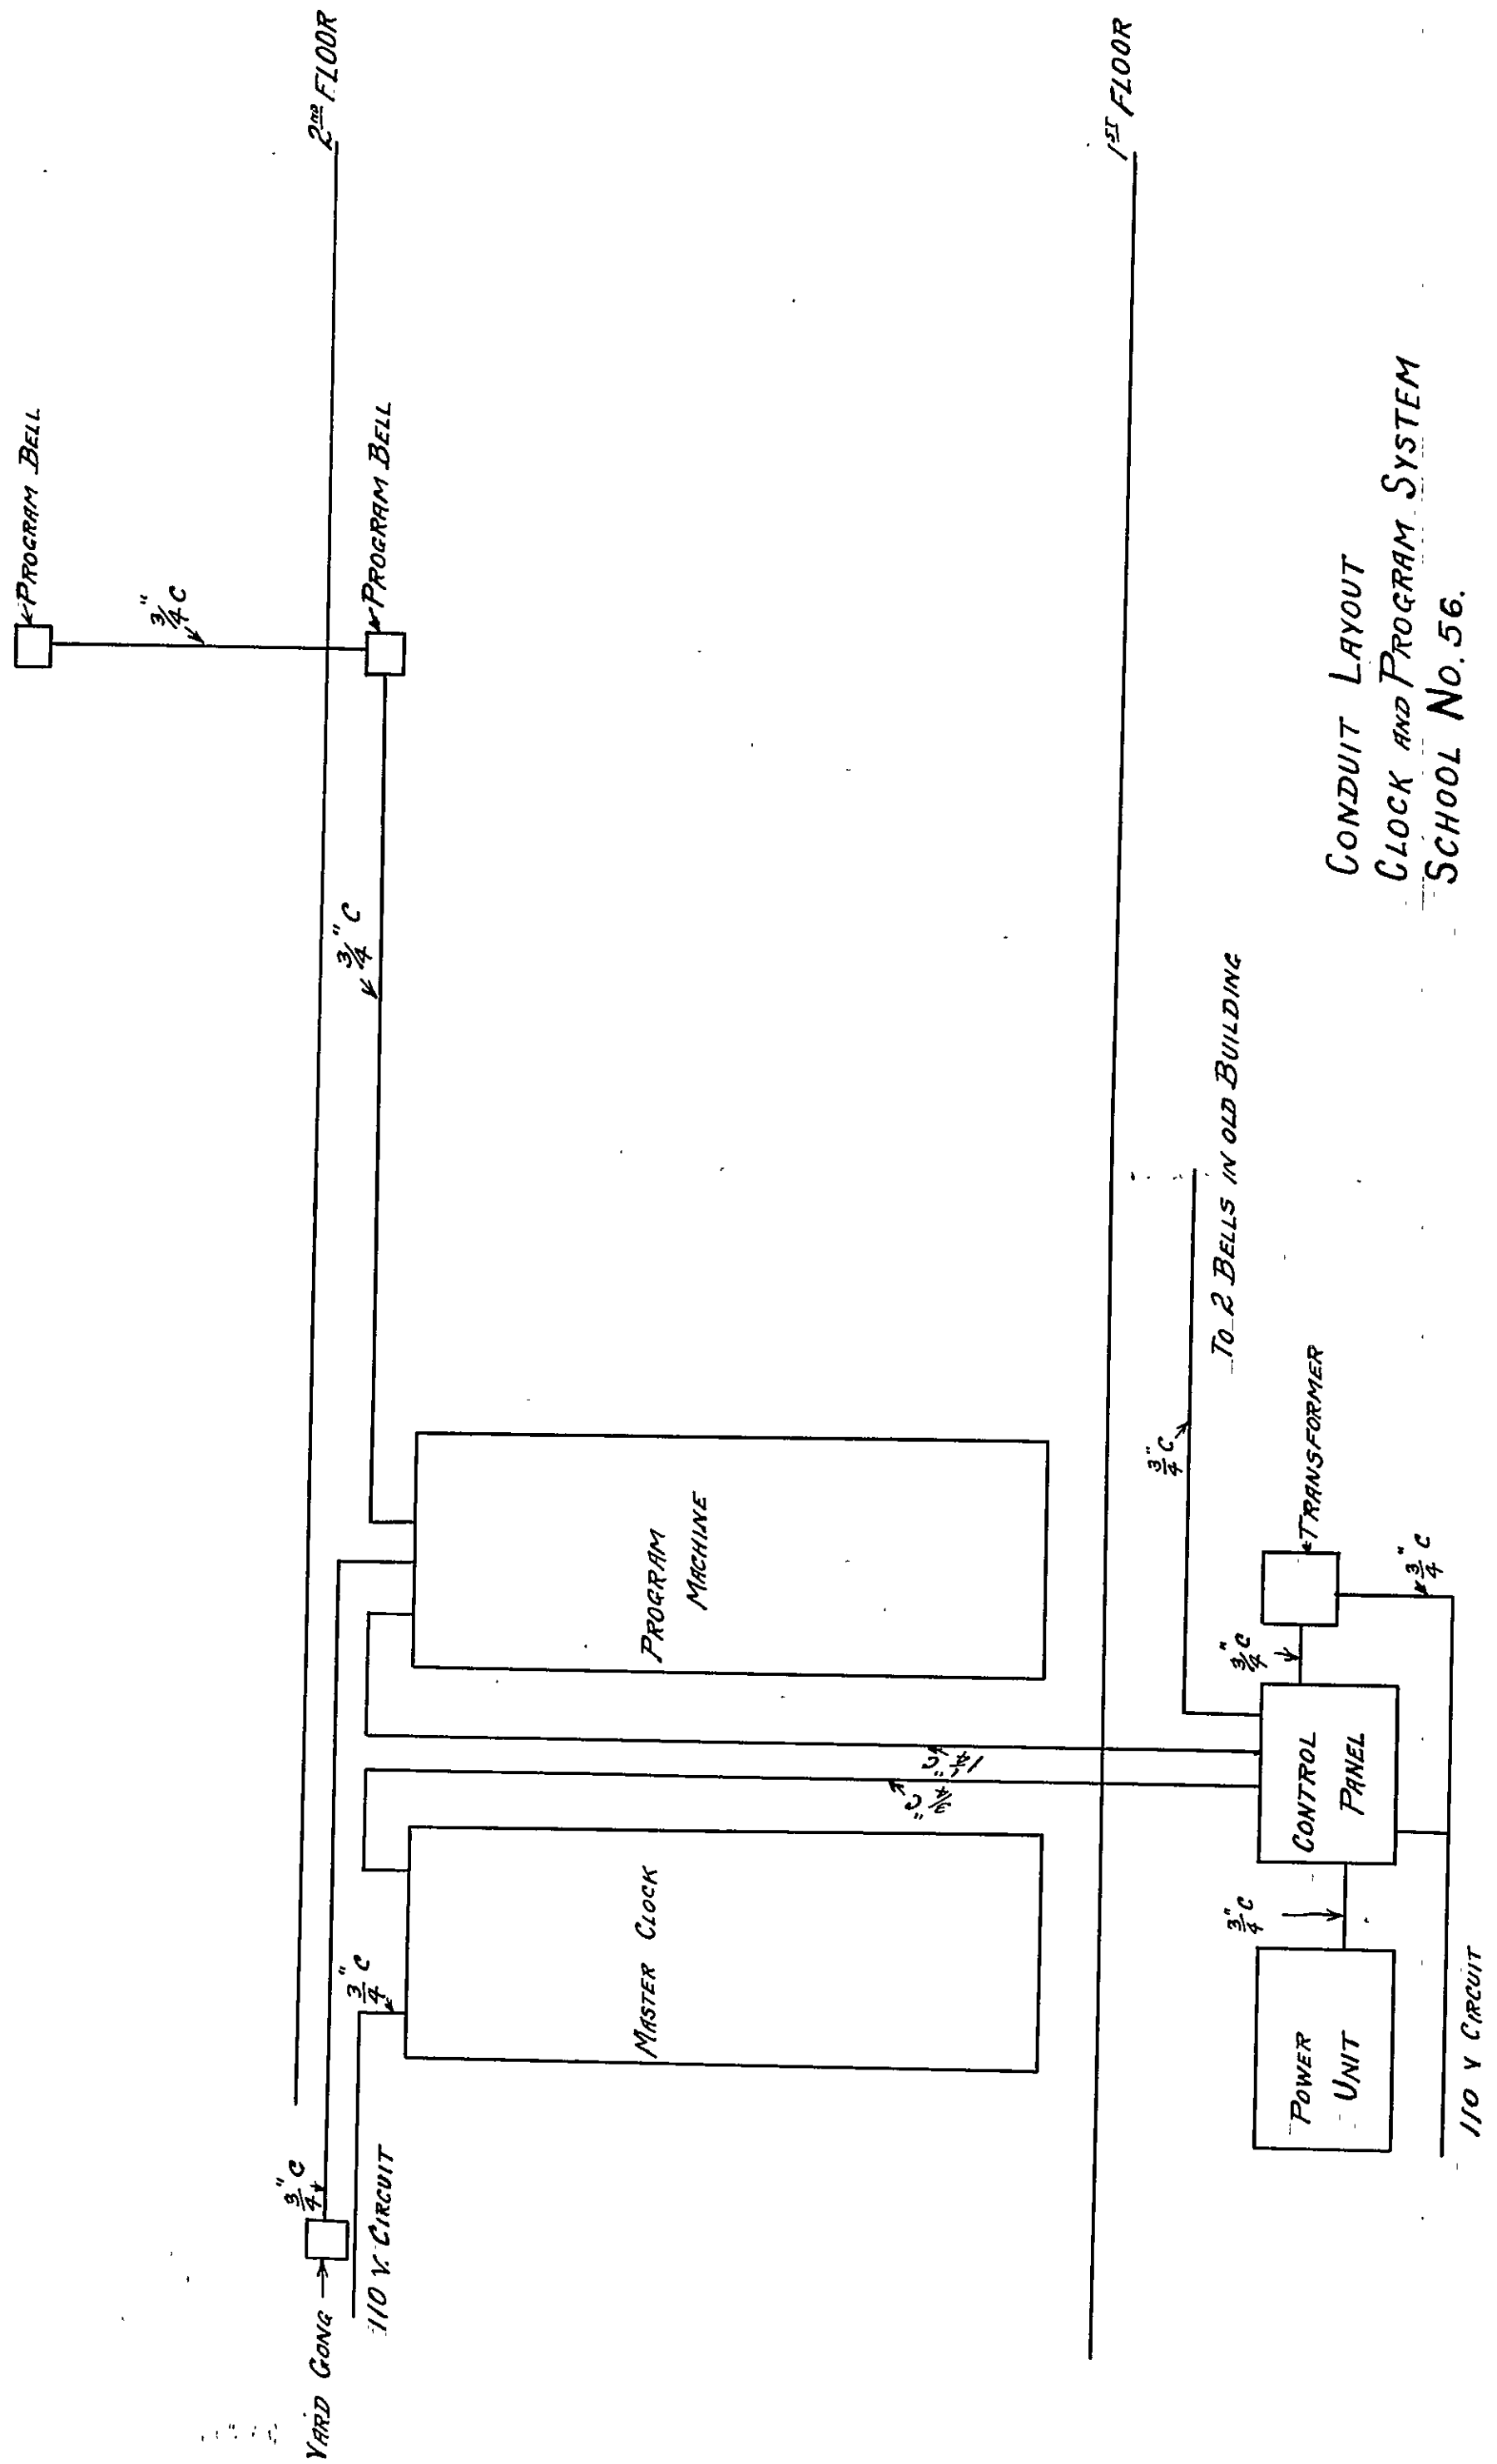 PROGRAM BELL
3/4" C
2ND FLOOR
PROGRAM BELL
3/4" C
YARD GONG
3/4" C
110 V. CIRCUIT
3/4" C
MASTER CLOCK
PROGRAM
MACHINE
3/4" C
1 1/4" C
1ST FLOOR
3/4" C
TO 2 BELLS IN OLD BUILDING
POWER
UNIT
3/4" C
CONTROL
PANEL
3/4" C
TRANSFORMER
3/4" C
110 V CIRCUIT
CONDUIT LAYOUT
CLOCK AND PROGRAM SYSTEM
SCHOOL NO. 56.